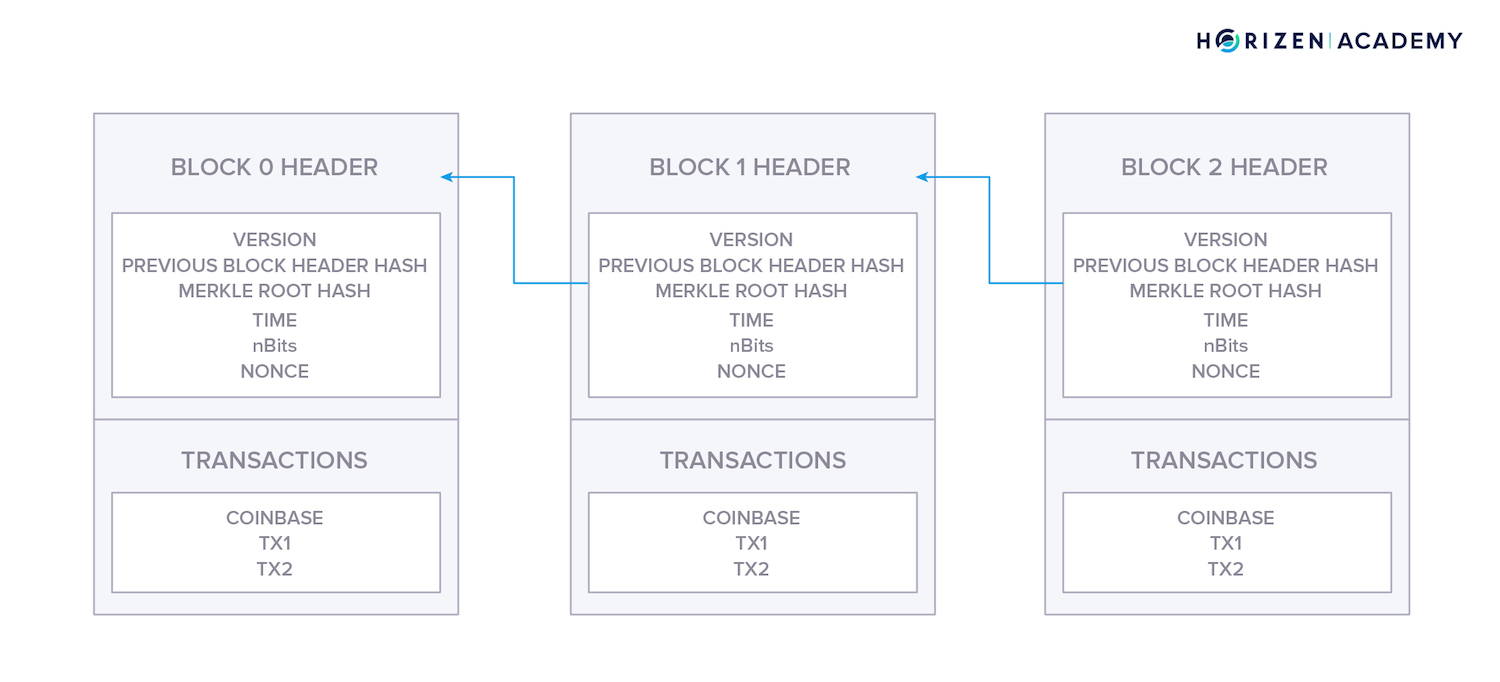 HORIZEN | ACADEMY
BLOCK 0 HEADER
VERSION
PREVIOUS BLOCK HEADER HASH
MERKLE ROOT HASH
TIME
nBits
NONCE
TRANSACTIONS
COINBASE
TX1
TX2
BLOCK 1 HEADER
VERSION
PREVIOUS BLOCK HEADER HASH
MERKLE ROOT HASH
TIME
nBits
NONCE
TRANSACTIONS
COINBASE
TX1
TX2
BLOCK 2 HEADER
VERSION
PREVIOUS BLOCK HEADER HASH
MERKLE ROOT HASH
TIME
nBits
NONCE
TRANSACTIONS
COINBASE
TX1
TX2